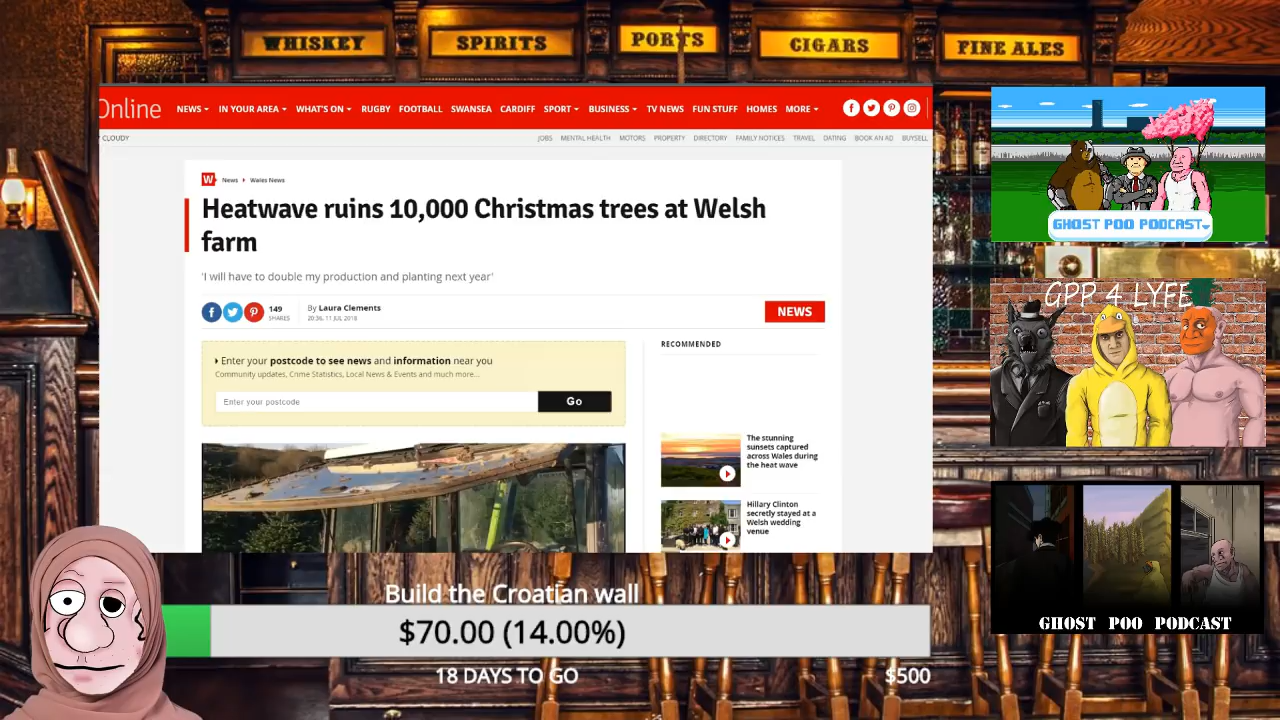 WHISKEY
SPIRITS
PORTS
CIGARS
FINE ALES
Online
NEWS IN YOUR AREA WHAT'S ON RUGBY FOOTBALL SWANSEA CARDIFF SPORT BUSINESS TV NEWS FUN STUFF HOMES MORE
CLOUDY
JOBS MENTAL HEALTH MOTORS PROPERTY DIRECTORY FAMILY NOTICES TRAVEL DATING BOOK AN AD BUYSELL
W News Wales News
Heatwave ruins 10,000 Christmas trees at Welsh
farm
'I will have to double my production and planting next year'
149
SHARES
By Laura Clements
20:36, 11 JUL 2018
NEWS
Enter your postcode to see news and information near you
Community updates, Crime Statistics, Local News & Events and much more...
Enter your postcode
Go
RECOMMENDED
The stunning
sunsets captured
across Wales during
the heat wave
Hillary Clinton
secretly stayed at a
Welsh wedding
venue
GHOST POO PODCAST
GPP 4 LYFE
GHOST POO PODCAST
Build the Croatian wall
$70.00 (14.00%)
18 DAYS TO GO
$500